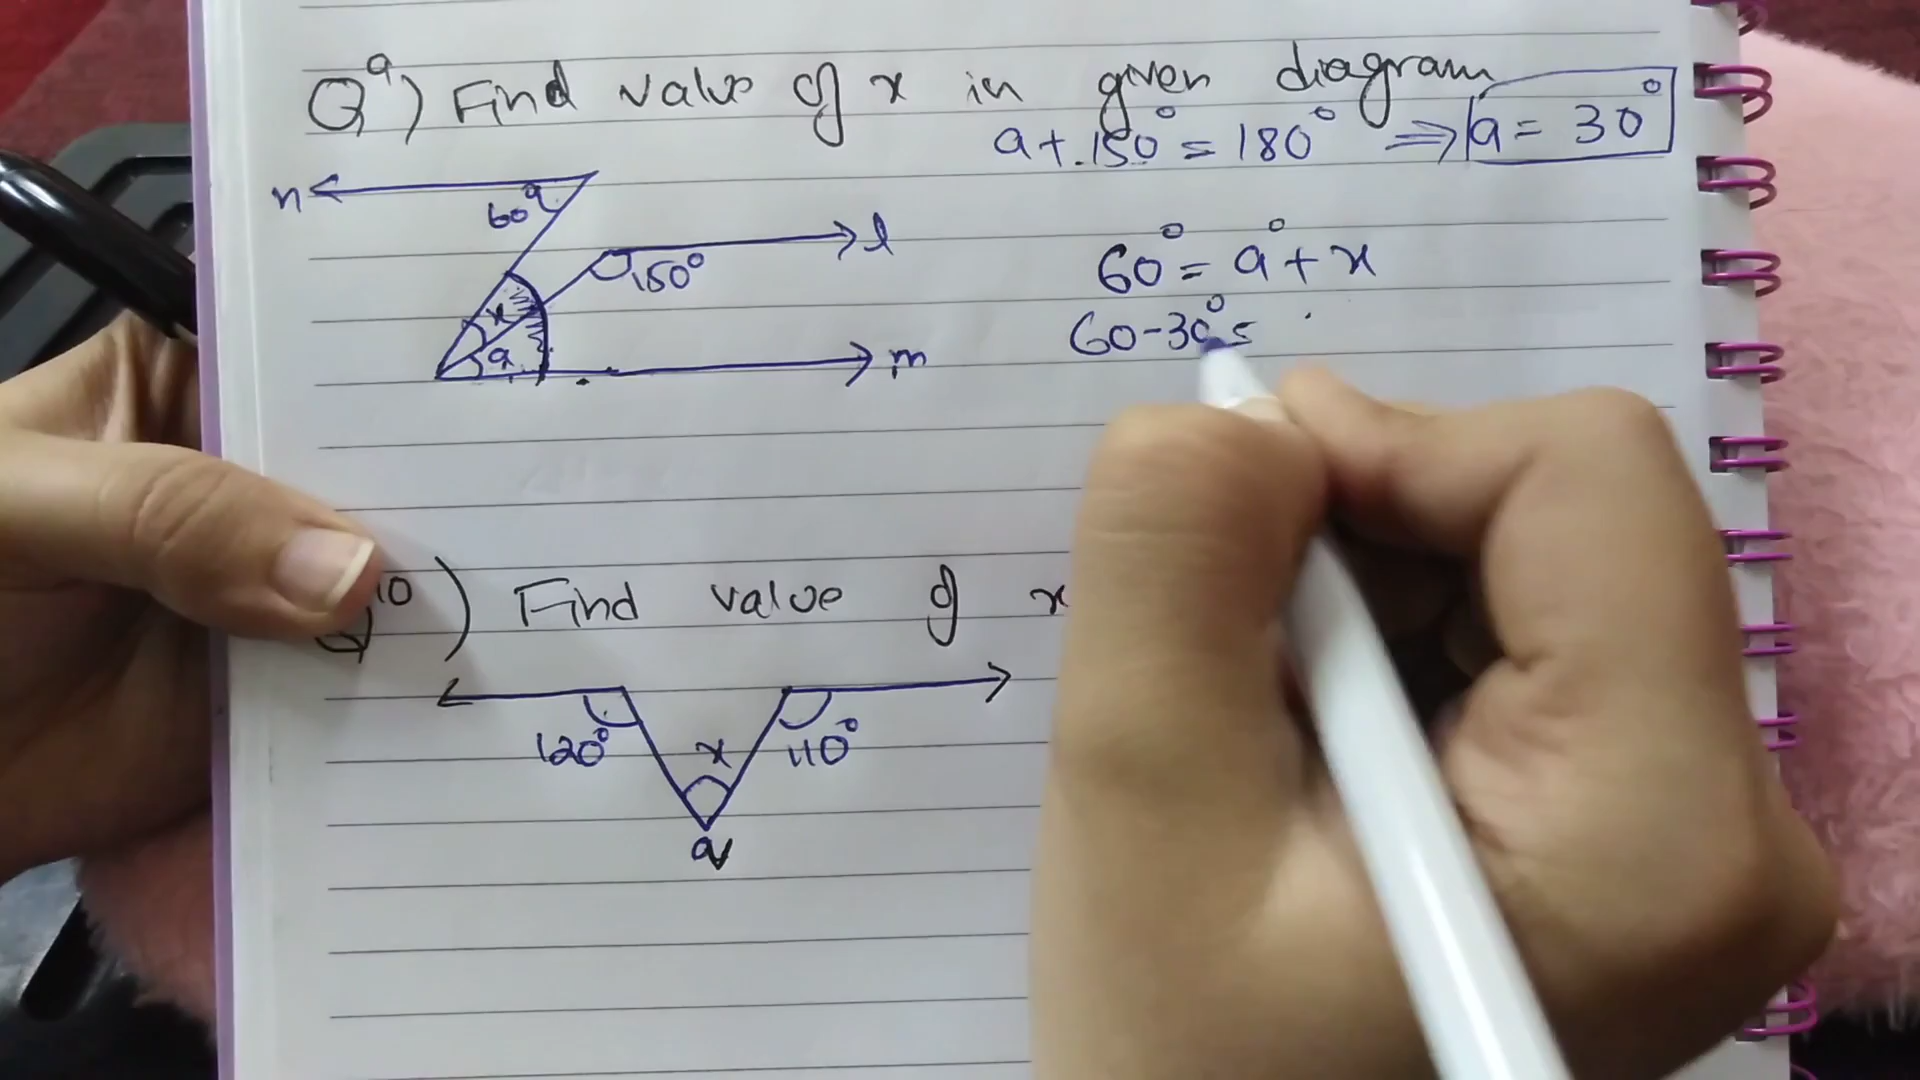 Q9) Find value of x in given diagram
a + 150° = 180° ⇒ a = 30°
n
60°
l
150°
60° = a° + x
x
60-30° =
a
m
Q10) Find value of x
120°
x
110°